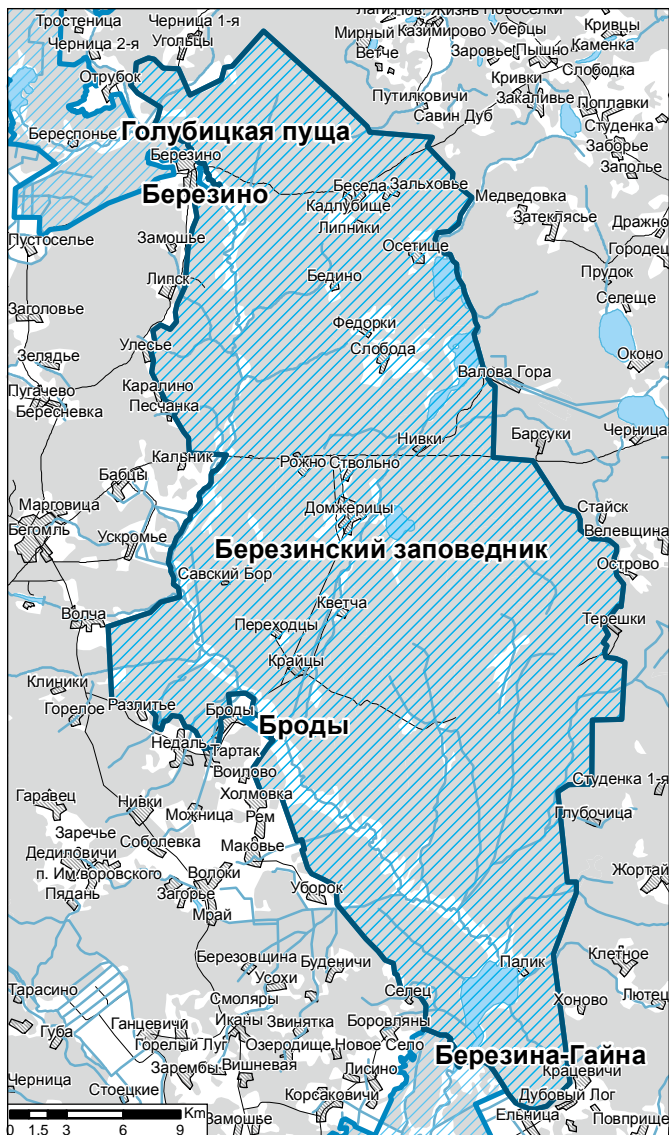 Тростеница
Черница 1-я
Лаги
Нов. Жизнь
Новоселки
Угольцы
Мирный
Казимирово
Уберцы
Кривцы
Черница 2-я
Ветче
Заровье
Пышно
Каменка
Отрубок
Кривки
Слободка
Путилковичи
Закаливье
Поплавки
Савин Дуб
Студенка
Береспонье
Голубицкая пуща
Заборье
Березино
Заполье
Березино
Беседа
Зальховье
Медведовка
Кадлубище
Затеклясье
Дражно
Липники
Пустоселье
Замошье
Осетище
Городец
Липск
Бедино
Прудок
Селеще
Заголовье
Федорки
Улесье
Слобода
Зелядье
Оконо
Валова Гора
Пугачево
Каралино
Бересневка
Песчанка
Нивки
Барсуки
Черница
Кальник
Рожно
Ствольно
Бабцы
Марговица
Домжерицы
Стайск
Бегомль
Велевщина
Ускромье
Березинский заповедник
Савский Бор
Острово
Кветча
Волча
Переходцы
Терешки
Крайцы
Клиники
Горелое
Разлитье
Броды
Броды
Недаль
Тартак
Воилово
Студенка 1-я
Гаравец
Нивки
Холмовка
Можница
Рем
Глубочица
Заречье
Соболевка
Дедиловичи
Маковье
п. Им.воровского
Волоки
Жортай
Пядань
Загорье
Уборок
Мрай
Березовщина
Буденичи
Палик
Клетное
Усохи
Тарасино
Смоляры
Селец
Хоново
Лютец
Губа
Ганцевичи
Иканы
Звинятка
Боровляны
Горелый Луг
Озеродище
Новое Село
Березина-Гайна
Черница
Зарембы
Вишневая
Лисино
Крацевичи
Стоецкие
Корсаковичи
Дубовый Лог
Замошье
Ельница
Поврище
Km
0 1.5 3 6 9